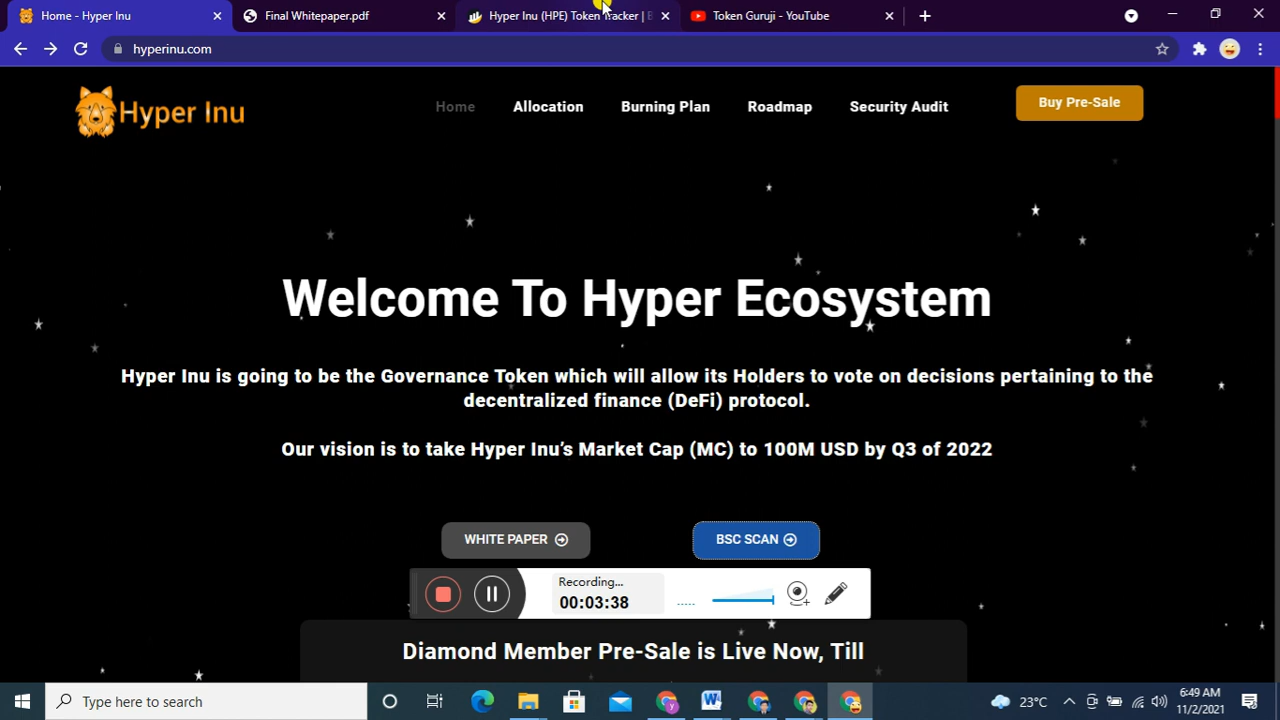 Home - Hyper Inu
Final Whitepaper.pdf
Hyper Inu (HPE) Token Tracker |
Token Guruji - YouTube
hyperinu.com
Hyper Inu
Home
Allocation
Burning Plan
Roadmap
Security Audit
Buy Pre-Sale
Welcome To Hyper Ecosystem
Hyper Inu is going to be the Governance Token which will allow its Holders to vote on decisions pertaining to the
decentralized finance (DeFi) protocol.
Our vision is to take Hyper Inu’s Market Cap (MC) to 100M USD by Q3 of 2022
WHITE PAPER
BSC SCAN
Recording...
00:03:38
Diamond Member Pre-Sale is Live Now, Till
Type here to search
23°C
6:49 AM
11/2/2021